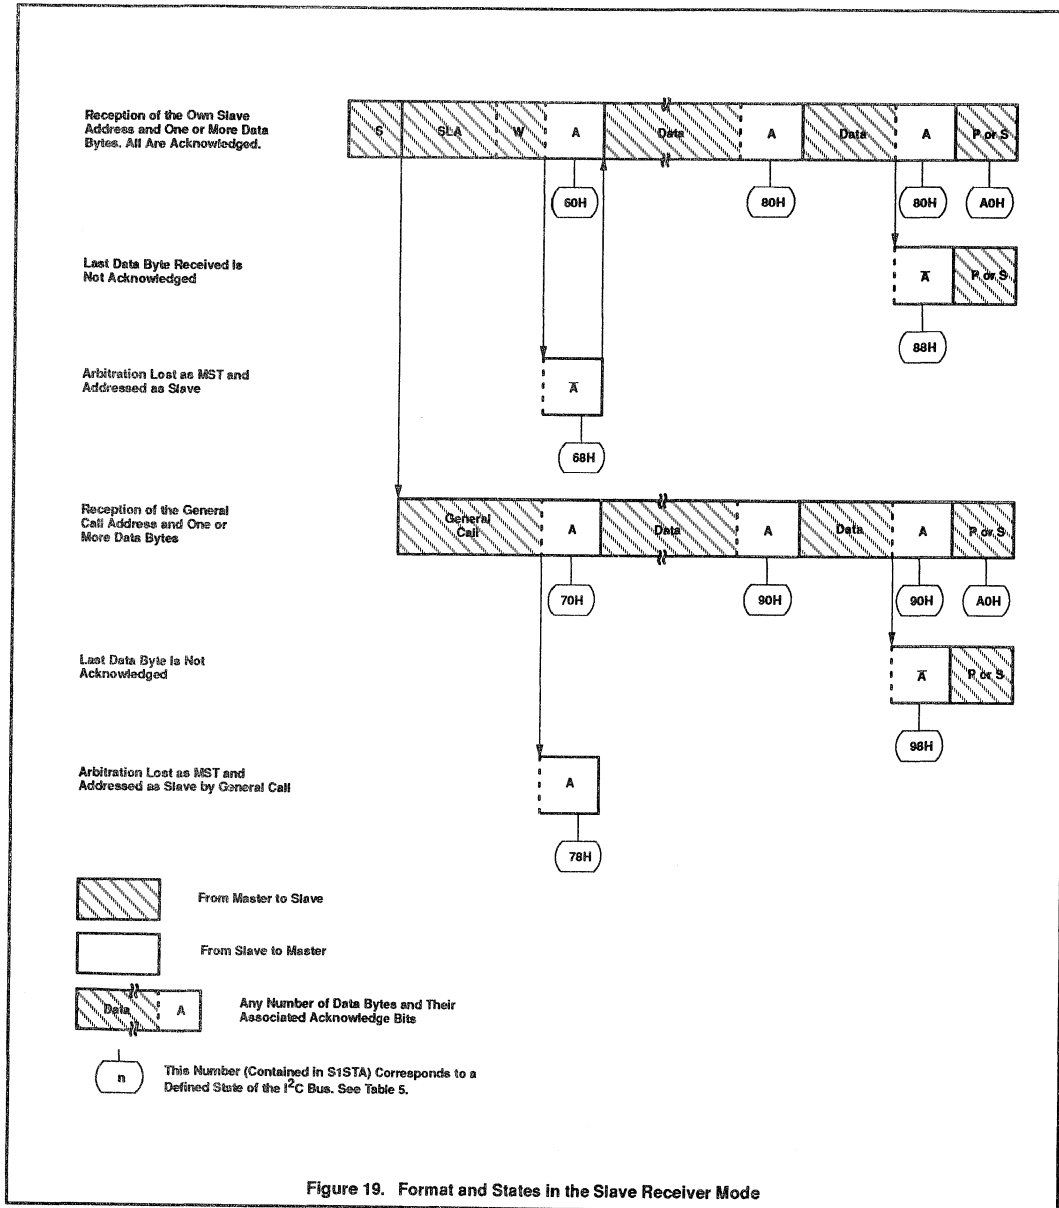 Reception of the Own Slave
Address and One or More Data
Bytes. All Are Acknowledged.
S SLA W A Data A Data A P or S
60H 80H 80H A0H
Last Data Byte Received Is
Not Acknowledged
A̅ P or S
88H
Arbitration Lost as MST and
Addressed as Slave
A̅
68H
Reception of the General
Call Address and One or
More Data Bytes
General
Call
A Data A Data A P or S
70H 90H 90H A0H
Last Data Byte Is Not
Acknowledged
A̅ P or S
98H
Arbitration Lost as MST and
Addressed as Slave by General Call
A
78H
From Master to Slave
From Slave to Master
Data A
Any Number of Data Bytes and Their
Associated Acknowledge Bits
n
This Number (Contained in S1STA) Corresponds to a
Defined State of the I²C Bus. See Table 5.
Figure 19. Format and States in the Slave Receiver Mode